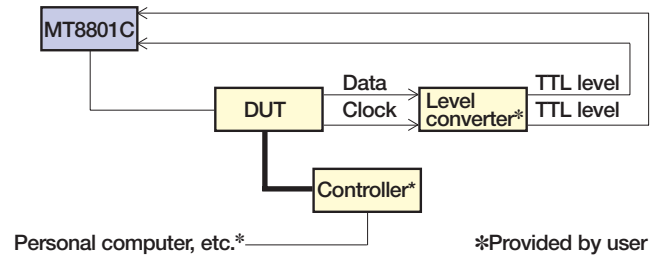 MT8801C
Data
TTL level
DUT
Level
converter*
Clock
TTL level
Controller*
Personal computer, etc.*
*Provided by user